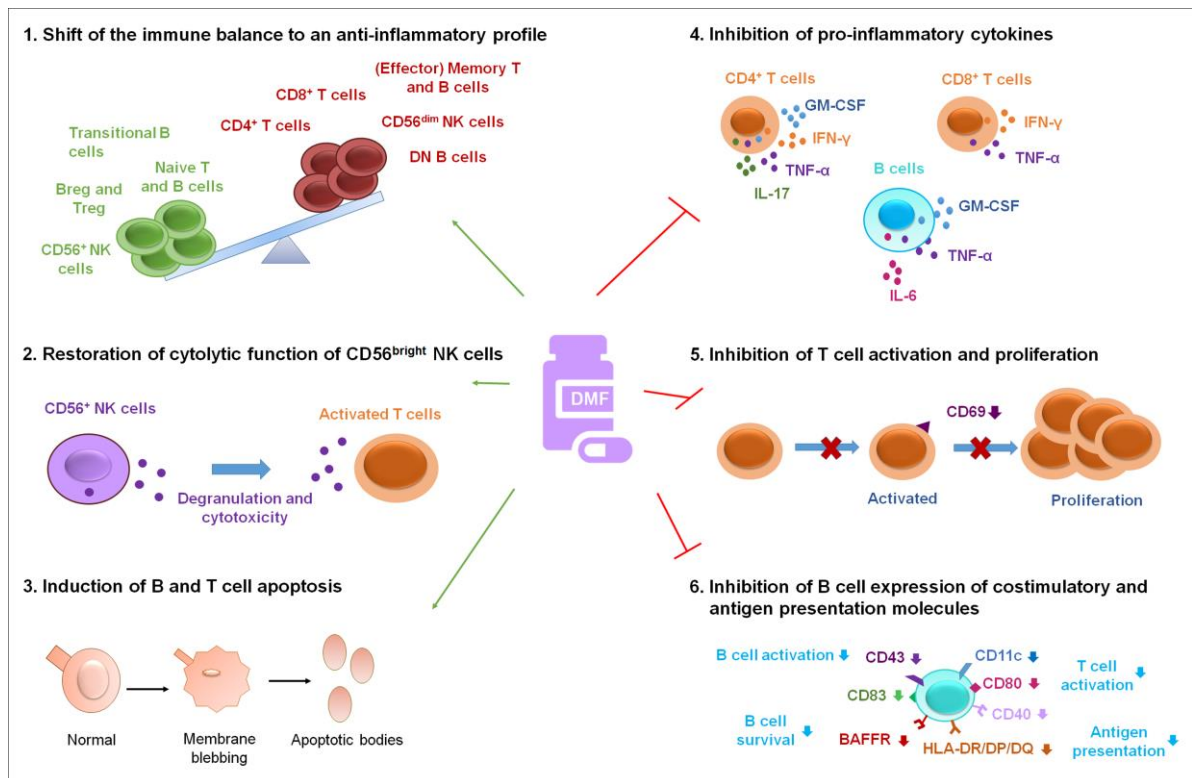 1. Shift of the immune balance to an anti-inflammatory profile
(Effector) Memory T
and B cells
CD8⁺ T cells
CD4⁺ T cells
CD56ᵈⁱᵐ NK cells
DN B cells
Transitional B
cells
Naive T
and B cells
Breg and
Treg
CD56⁺ NK
cells
2. Restoration of cytolytic function of CD56ᵇʳⁱᵍʰᵗ NK cells
CD56⁺ NK cells
Activated T cells
Degranulation and
cytotoxicity
3. Induction of B and T cell apoptosis
Normal
Membrane
blebbing
Apoptotic bodies
DMF
4. Inhibition of pro-inflammatory cytokines
CD4⁺ T cells
GM-CSF
IFN-γ
TNF-α
IL-17
CD8⁺ T cells
IFN-γ
TNF-α
B cells
GM-CSF
TNF-α
IL-6
5. Inhibition of T cell activation and proliferation
CD69
Activated
Proliferation
6. Inhibition of B cell expression of costimulatory and
antigen presentation molecules
B cell activation
CD43
CD11c
T cell
activation
CD83
CD80
CD40
B cell
survival
BAFFR
HLA-DR/DP/DQ
Antigen
presentation